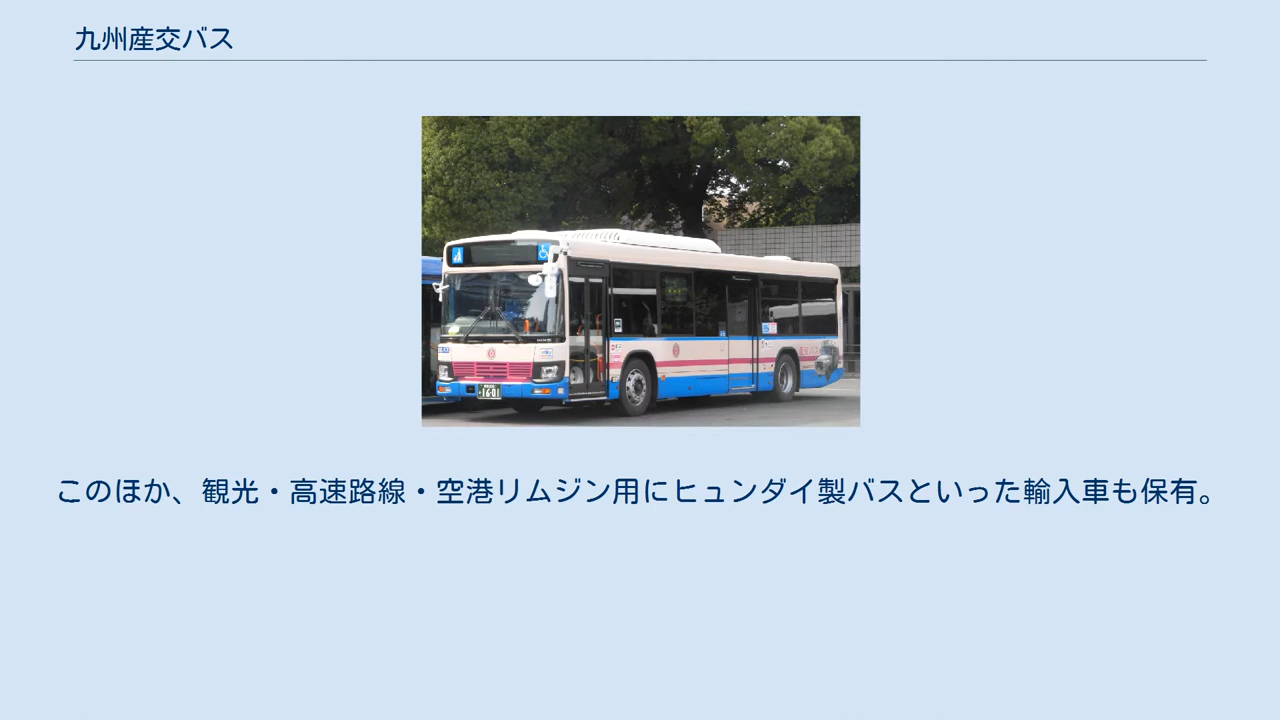 九州産交バス
・16-01
このほか、観光・高速路線・空港リムジン用にヒュンダイ製バスといった輸入車も保有。